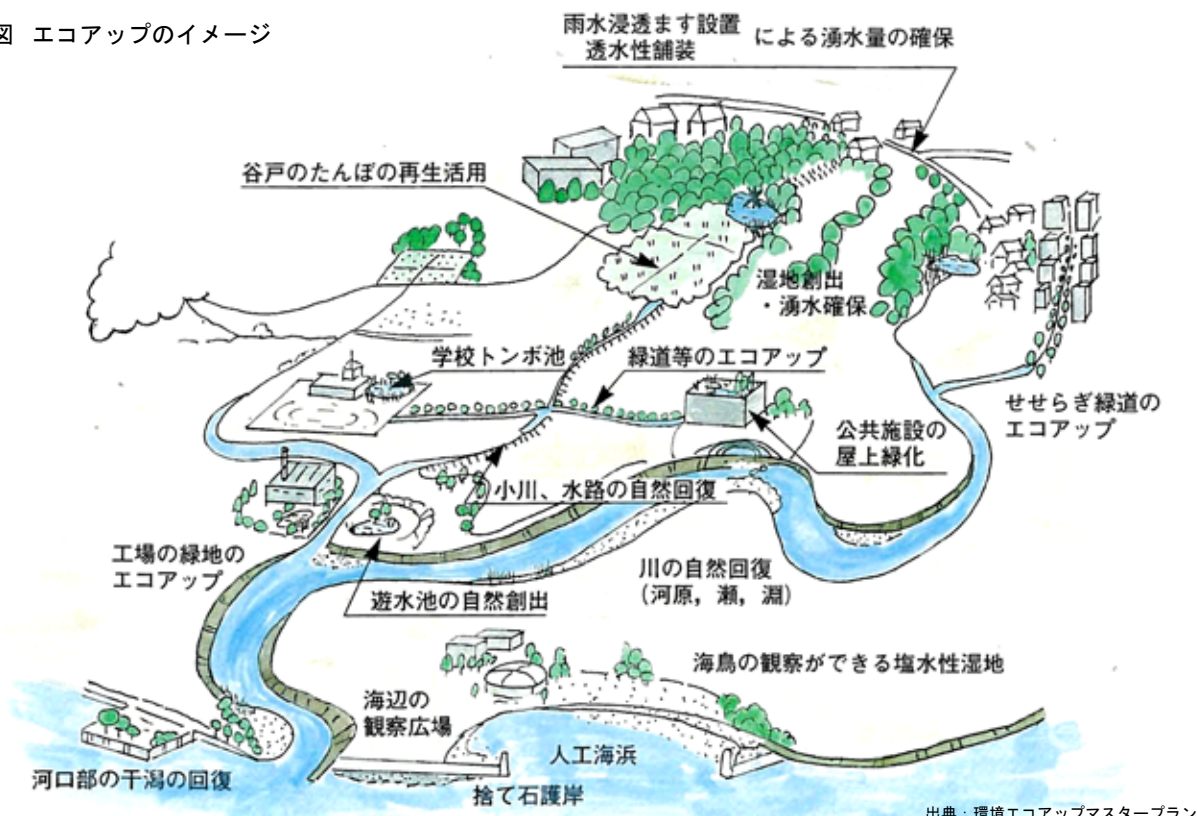 図 エコアップのイメージ
雨水浸透ます設置
透水性舗装
による湧水量の確保
谷戸のたんぼの再生活用
湿地創出
・湧水確保
学校トンボ池
緑道等のエコアップ
せせらぎ緑道の
エコアップ
公共施設の
屋上緑化
小川、水路の自然回復
工場の緑地の
エコアップ
川の自然回復
(河原，瀬，淵)
遊水池の自然創出
海鳥の観察ができる塩水性湿地
海辺の
観察広場
人工海浜
河口部の干潟の回復
捨て石護岸
出典：環境エコアップマスタープラン